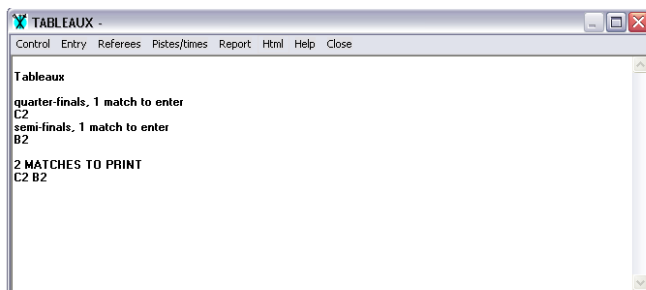 TABLEAUX -
Control Entry Referees Pistes/times Report Html Help Close
Tableaux
quarter-finals, 1 match to enter
C2
semi-finals, 1 match to enter
B2
2 MATCHES TO PRINT
C2 B2